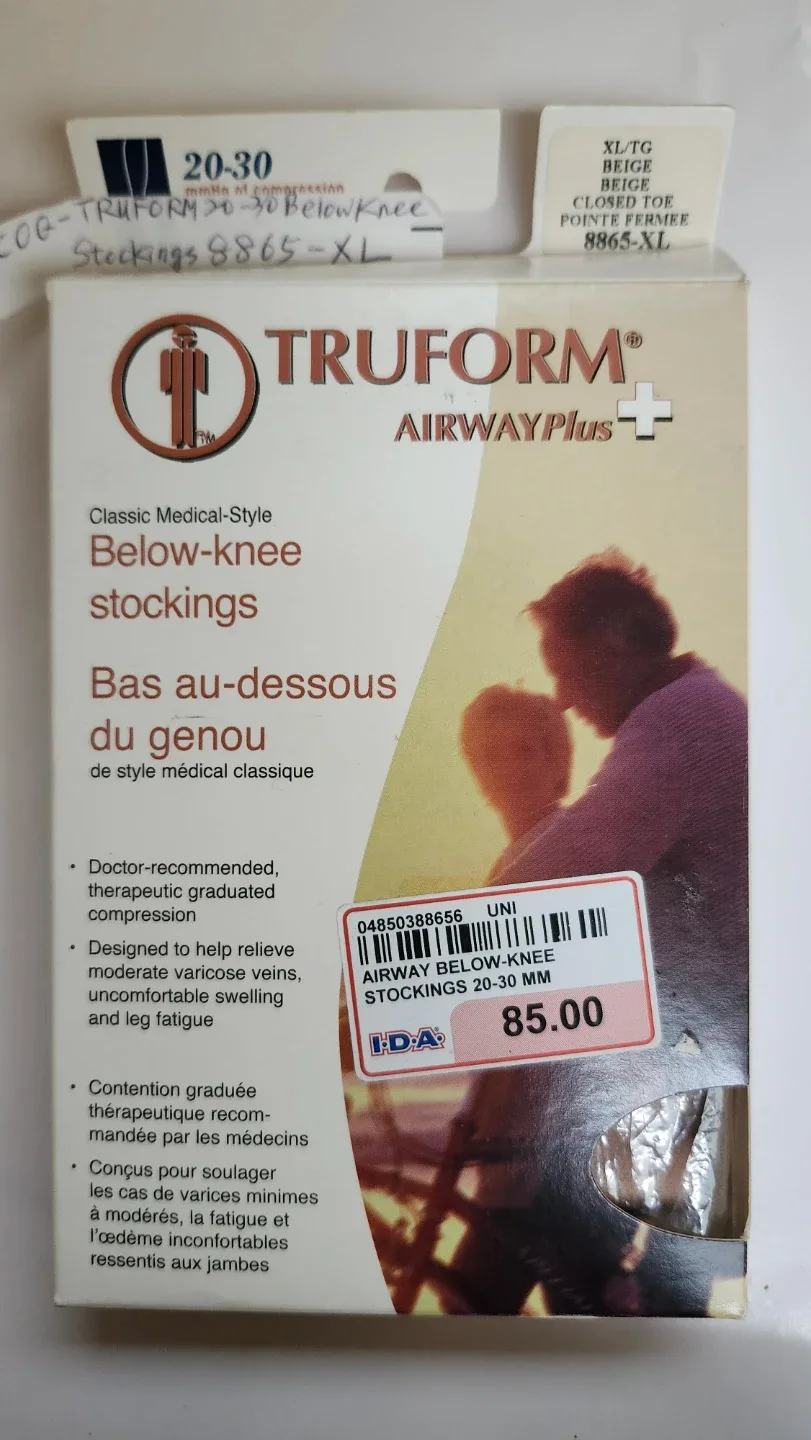 20-30
mmHg of compression
COQ-TRUFORM 20-30 Below Knee
Stockings 8865-XL
XL/TG
BEIGE
BEIGE
CLOSED TOE
POINTE FERMEE
8865-XL
TRUFORM®
AIRWAYPlus
TM
Classic Medical-Style
Below-knee
stockings
Bas au-dessous
du genou
de style médical classique
• Doctor-recommended,
therapeutic graduated
compression
• Designed to help relieve
moderate varicose veins,
uncomfortable swelling
and leg fatigue
• Contention graduée
thérapeutique recom-
mandée par les médecins
• Conçus pour soulager
les cas de varices minimes
à modérés, la fatigue et
l'œdème inconfortables
ressentis aux jambes
04850388656 UNI
AIRWAY BELOW-KNEE
STOCKINGS 20-30 MM
I·D·A® 85.00